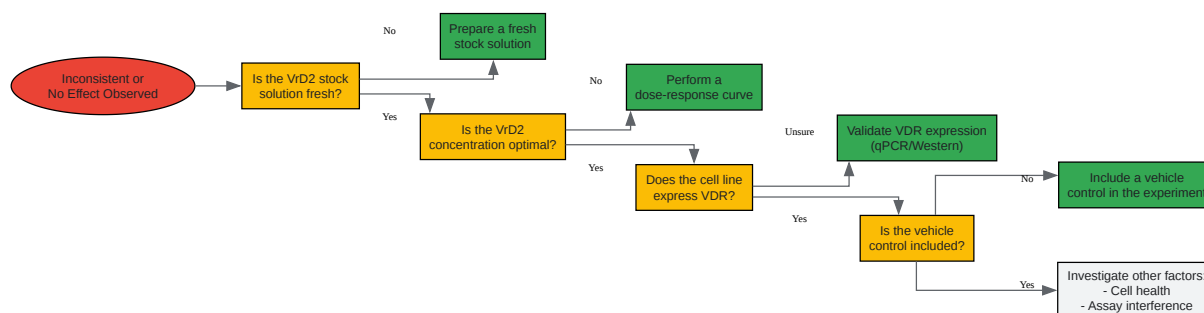 Inconsistent or
No Effect Observed
Is the VrD2 stock
solution fresh?
No
Prepare a fresh
stock solution
Yes
Is the VrD2
concentration optimal?
No
Perform a
dose-response curve
Yes
Does the cell line
express VDR?
Unsure
Validate VDR expression
(qPCR/Western)
Yes
Is the vehicle
control included?
No
Include a vehicle
control in the experiment
Yes
Investigate other factors
- Cell health
- Assay interference